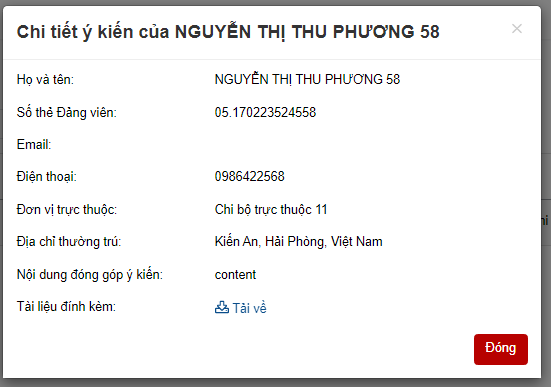 Chi tiết ý kiến của NGUYỄN THỊ THU PHƯƠNG 58 ×
Họ và tên: NGUYỄN THỊ THU PHƯƠNG 58
Số thẻ Đảng viên: 05.170223524558
Email:
Điện thoại: 0986422568
Đơn vị trực thuộc: Chi bộ trực thuộc 11
Địa chỉ thường trú: Kiến An, Hải Phòng, Việt Nam
Nội dung đóng góp ý kiến: content
Tài liệu đính kèm: Tải về
Đóng